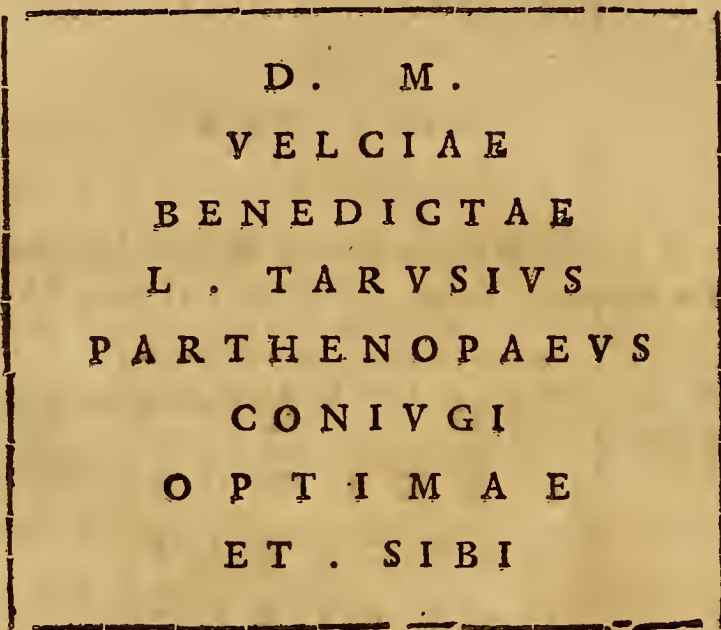 D. M.
VELCIAE
BENEDICTAE
L. TARVSIVS
PARTHENOPAEVS
CONIVGI
OPTIMAE
ET. SIBI